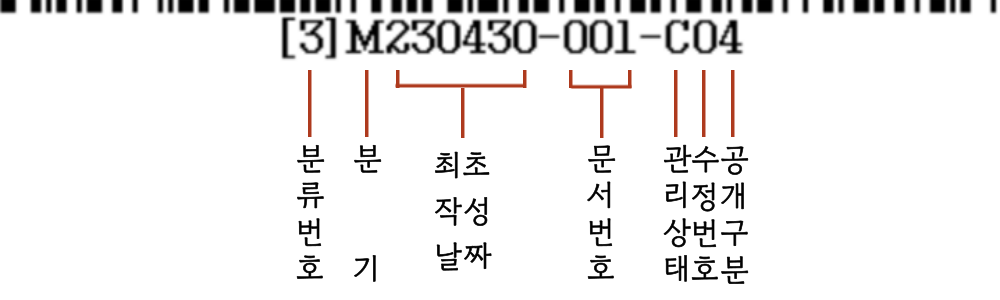 [3]M230430-001-C04
분류번호
분기
최초
작성
날짜
문서번호
관리상태
수정번호
공개구분